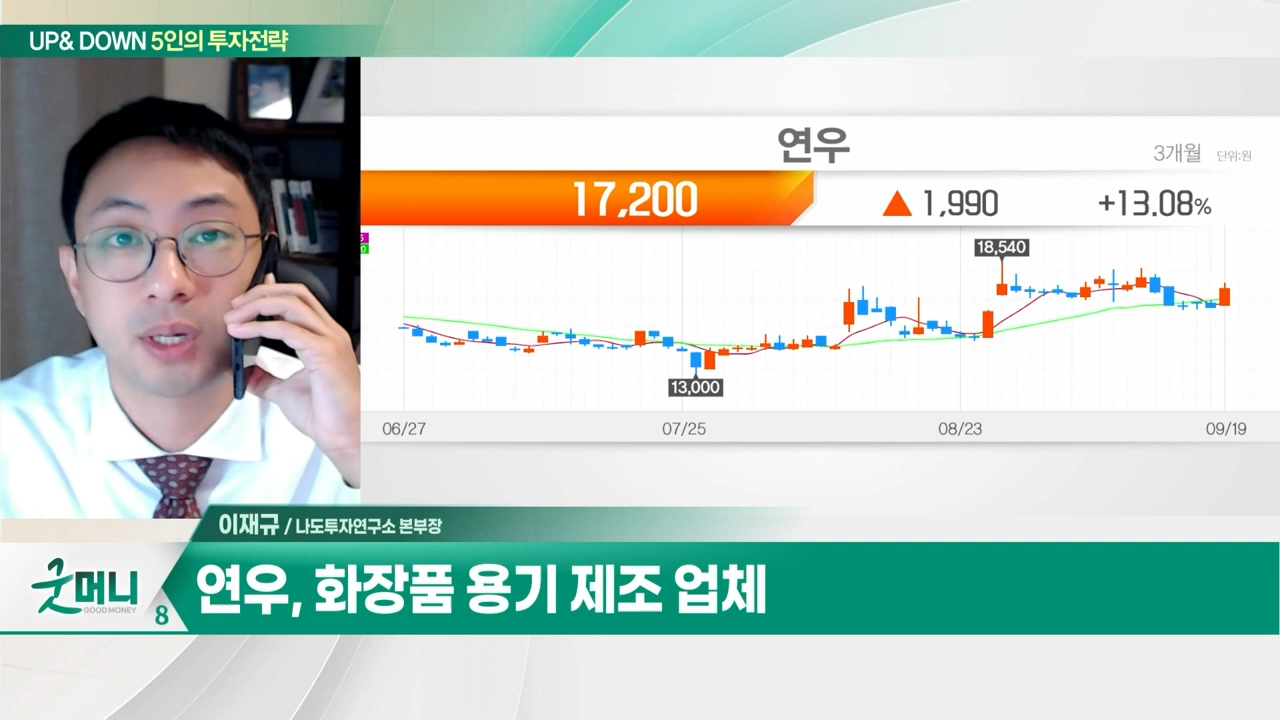 UP& DOWN 5인의 투자전략
연우
3개월 단위:원
17,200 ▲ 1,990 +13.08%
18,540
13,000
06/27 07/25 08/23 09/19
이재규 / 나도투자연구소 본부장
굿머니
GOOD MONEY
8
연우, 화장품 용기 제조 업체